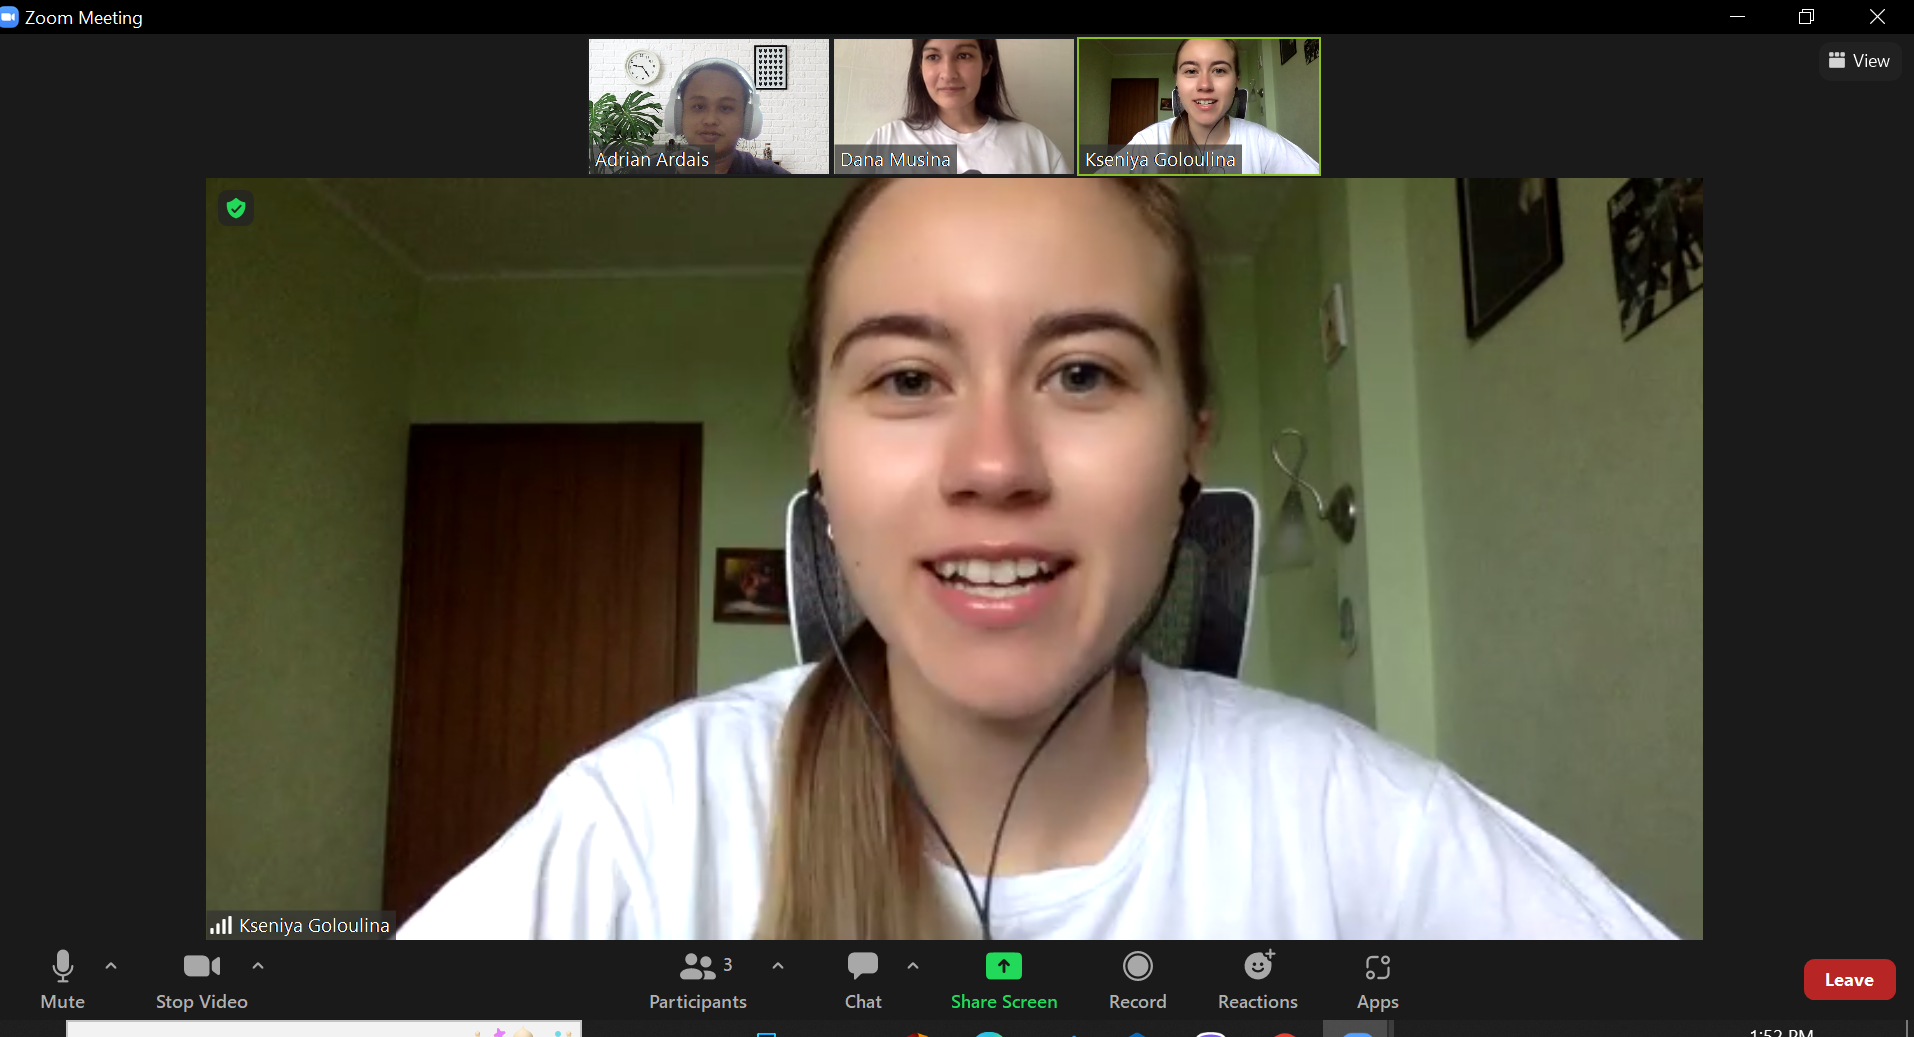 Zoom Meeting
View
Adrian Ardais
Dana Musina
Kseniya Goloulina
Kseniya Goloulina
Mute
Stop Video
Participants
3
Chat
Share Screen
Record
Reactions
Apps
Leave
1:52 PM